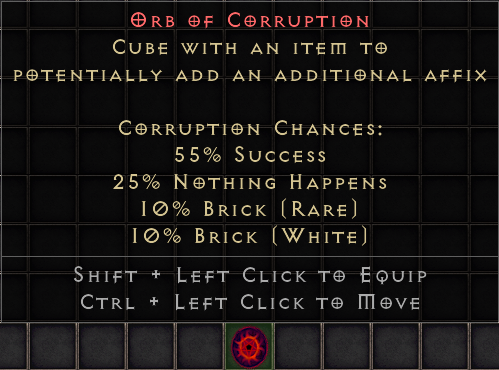 Orb of Corruption
Cube with an item to
potentially add an additional affix
Corruption Chances:
55% Success
25% Nothing Happens
10% Brick (Rare)
10% Brick (White)
Shift + Left Click to Equip
Ctrl + Left Click to Move